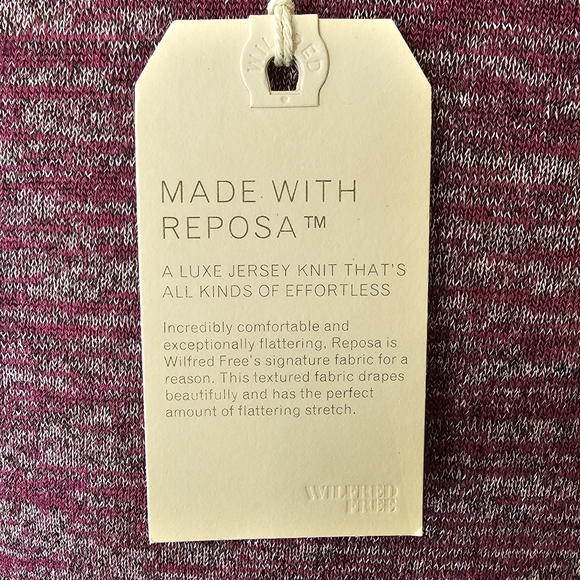 WILFRED
MADE WITH
REPOSA™
A LUXE JERSEY KNIT THAT'S
ALL KINDS OF EFFORTLESS
Incredibly comfortable and
exceptionally flattering, Reposa is
Wilfred Free's signature fabric for a
reason. This textured fabric drapes
beautifully and has the perfect
amount of flattering stretch.
WILFRED
FREE